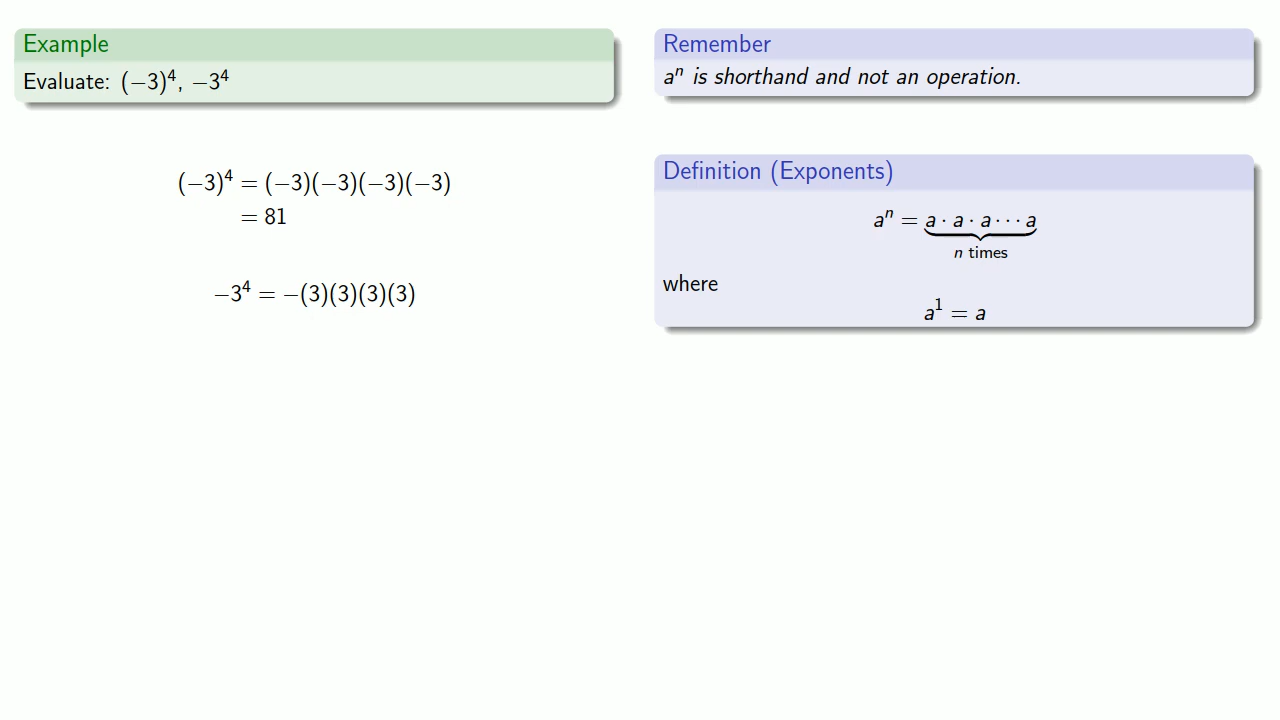 Example
Evaluate: (−3)⁴, −3⁴
(−3)⁴ = (−3)(−3)(−3)(−3)
= 81
−3⁴ = −(3)(3)(3)(3)
Remember
aⁿ is shorthand and not an operation.
Definition (Exponents)
aⁿ = a · a · a · · · a
n times
where
a¹ = a